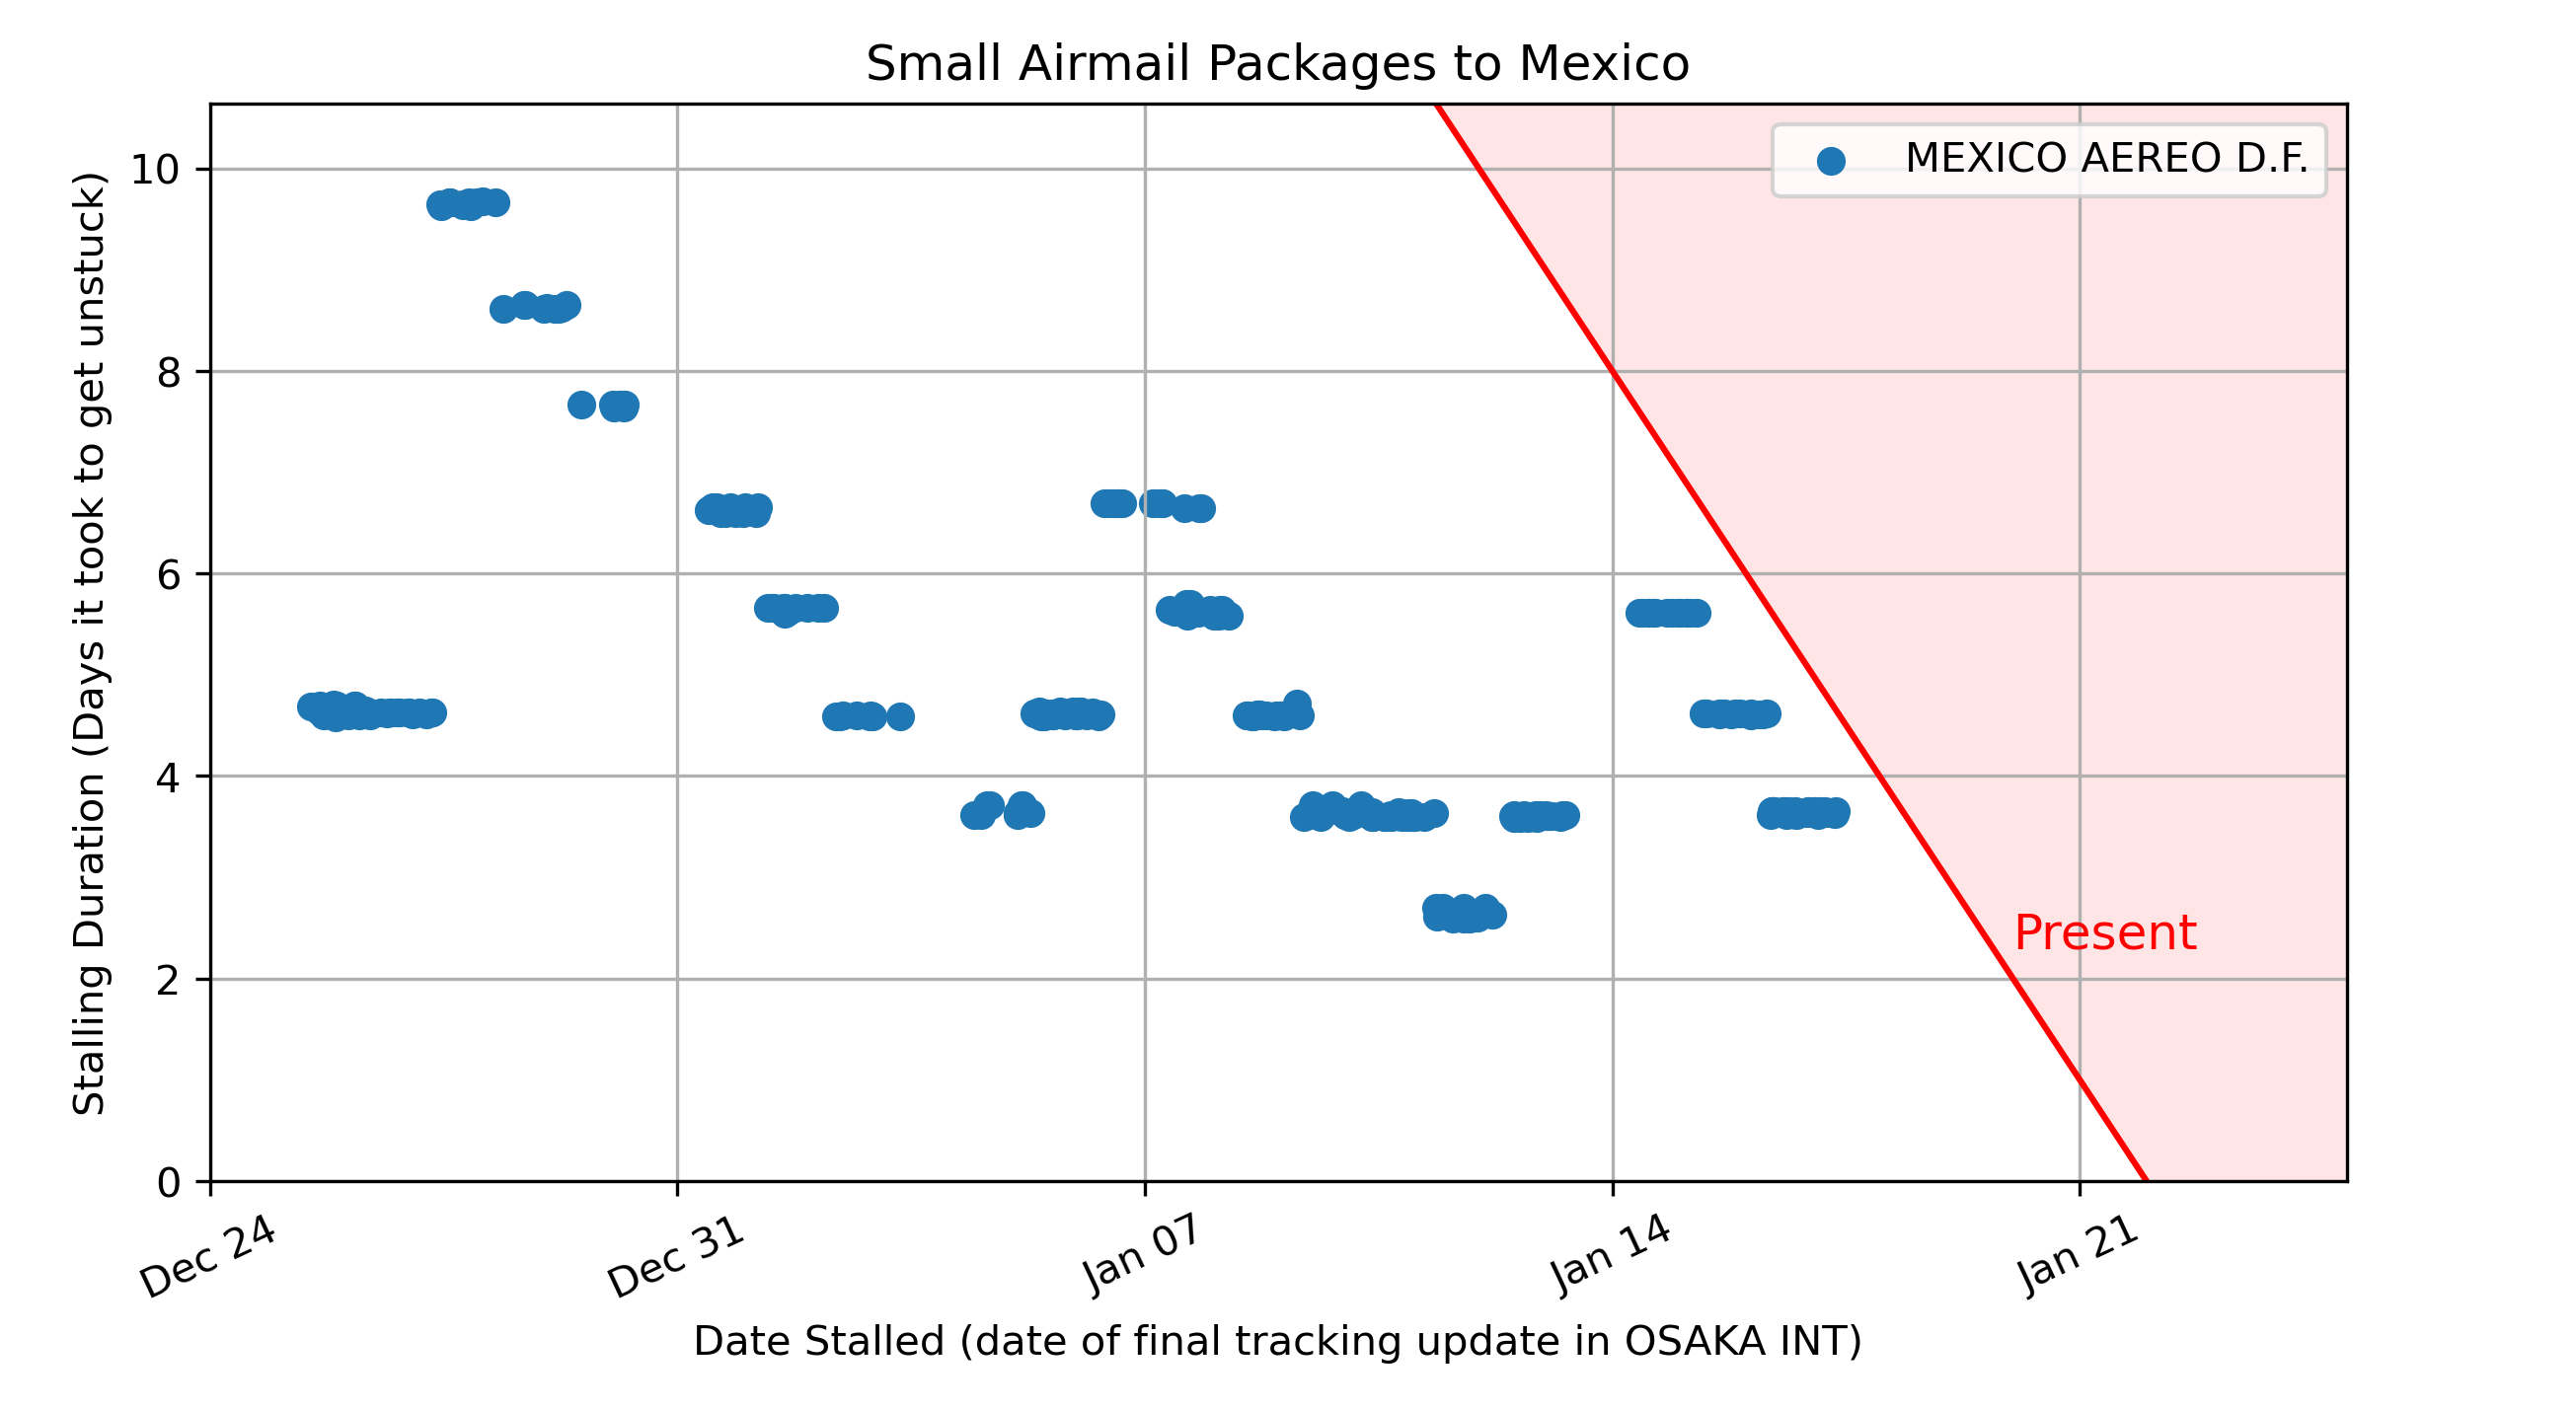 Small Airmail Packages to Mexico
MEXICO AEREO D.F.
Stalling Duration (Days it took to get unstuck)
10
8
6
4
2
0
Present
Dec 24
Dec 31
Jan 07
Jan 14
Jan 21
Date Stalled (date of final tracking update in OSAKA INT)